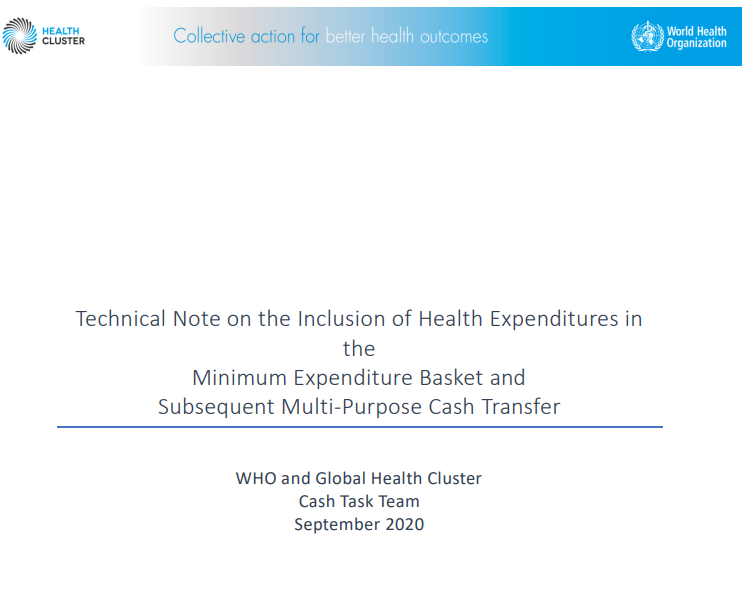 HEALTH
CLUSTER
Collective action for better health outcomes
World Health
Organization
Technical Note on the Inclusion of Health Expenditures in
the
Minimum Expenditure Basket and
Subsequent Multi-Purpose Cash Transfer
WHO and Global Health Cluster
Cash Task Team
September 2020